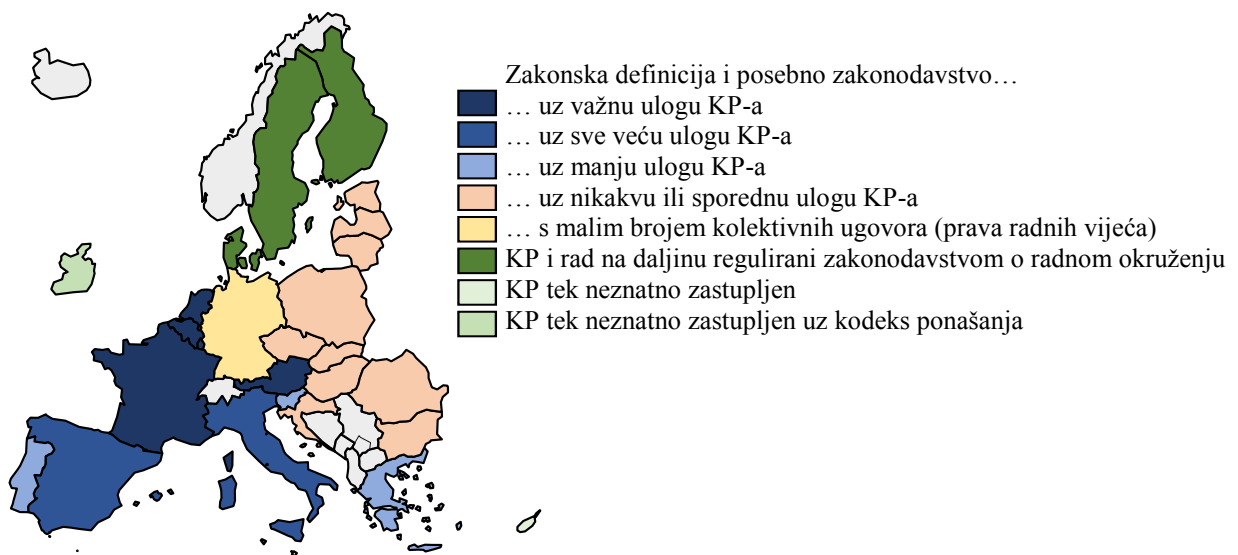 Zakonska definicija i posebno zakonodavstvo…
… uz važnu ulogu KP-a
… uz sve veću ulogu KP-a
… uz manju ulogu KP-a
… uz nikakvu ili sporednu ulogu KP-a
… s malim brojem kolektivnih ugovora (prava radnih vijeća)
KP i rad na daljinu regulirani zakonodavstvom o radnom okruženju
KP tek neznatno zastupljen
KP tek neznatno zastupljen uz kodeks ponašanja